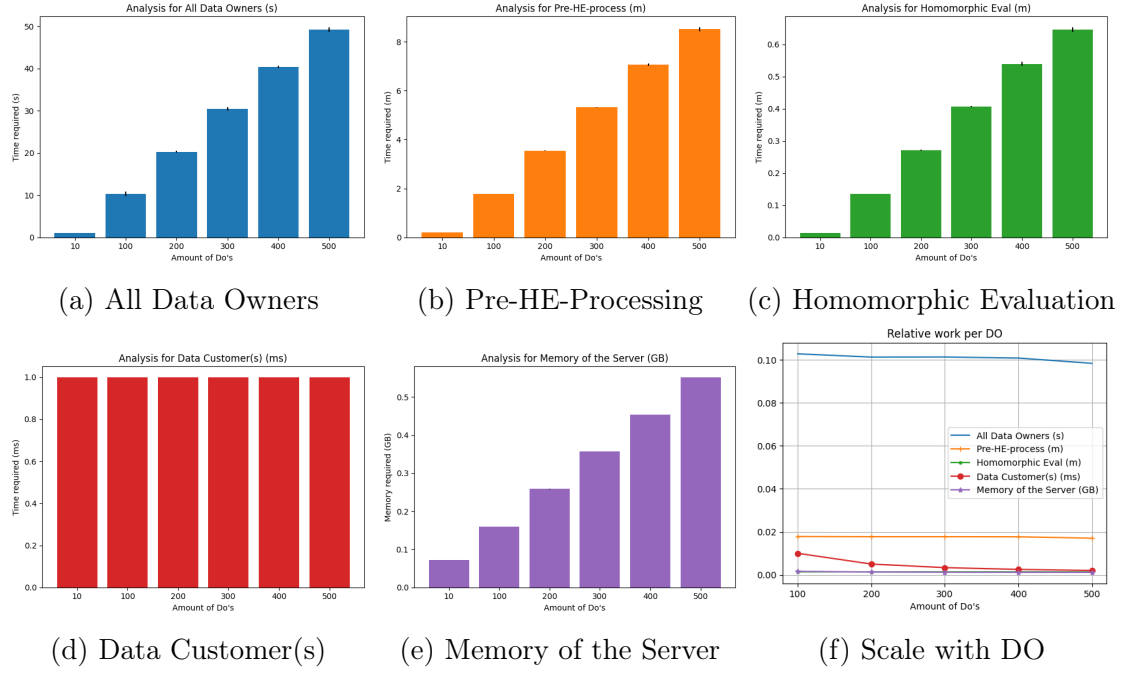 Analysis for All Data Owners (s)
Time required (s)
50
40
30
20
10
0
10 100 200 300 400 500
Amount of Do's
(a) All Data Owners
Analysis for Pre-HE-process (m)
Time required (m)
8
6
4
2
0
10 100 200 300 400 500
Amount of Do's
(b) Pre-HE-Processing
Analysis for Homomorphic Eval (m)
Time required (m)
0.6
0.5
0.4
0.3
0.2
0.1
0.0
10 100 200 300 400 500
Amount of Do's
(c) Homomorphic Evaluation
Analysis for Data Customer(s) (ms)
Time required (ms)
1.0
0.8
0.6
0.4
0.2
0.0
10 100 200 300 400 500
Amount of Do's
(d) Data Customer(s)
Analysis for Memory of the Server (GB)
Memory required (GB)
0.5
0.4
0.3
0.2
0.1
0.0
10 100 200 300 400 500
Amount of Do's
(e) Memory of the Server
Relative work per DO
0.10
0.08
0.06
0.04
0.02
0.00
All Data Owners (s)
Pre-HE-process (m)
Homomorphic Eval (m)
Data Customer(s) (ms)
Memory of the Server (GB)
100 200 300 400 500
Amount of Do's
(f) Scale with DO